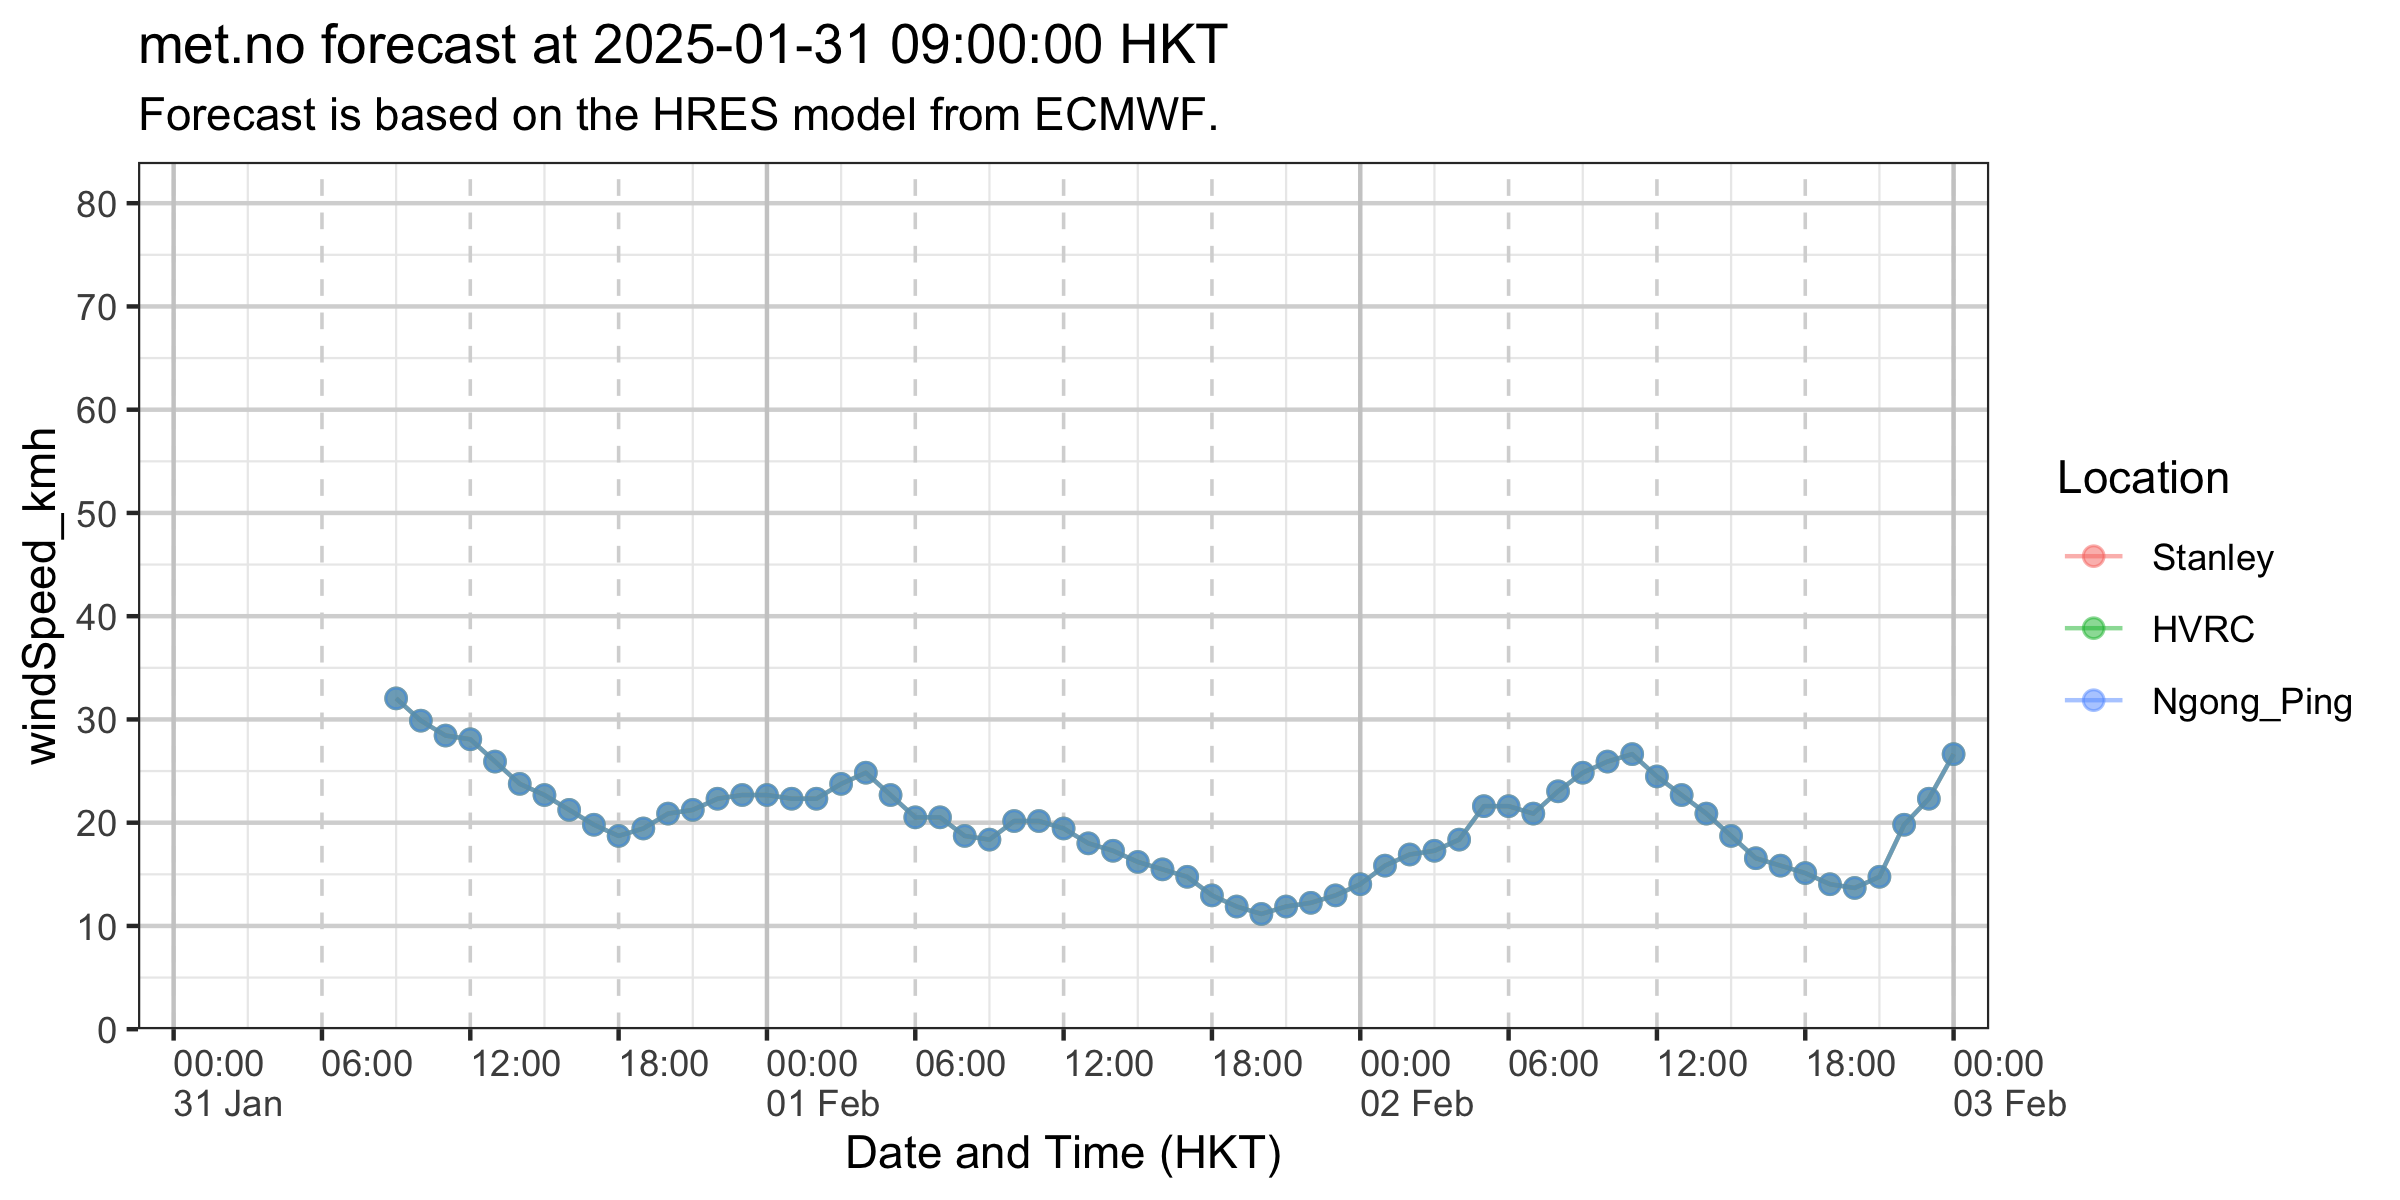 met.no forecast at 2025-01-31 09:00:00 HKT
Forecast is based on the HRES model from ECMWF.
windSpeed_kmh
80
70
60
50
40
30
20
10
0
00:00 06:00 12:00 18:00 00:00 06:00 12:00 18:00 00:00 06:00 12:00 18:00 00:00
31 Jan 01 Feb 02 Feb 03 Feb
Date and Time (HKT)
Location
Stanley
HVRC
Ngong_Ping